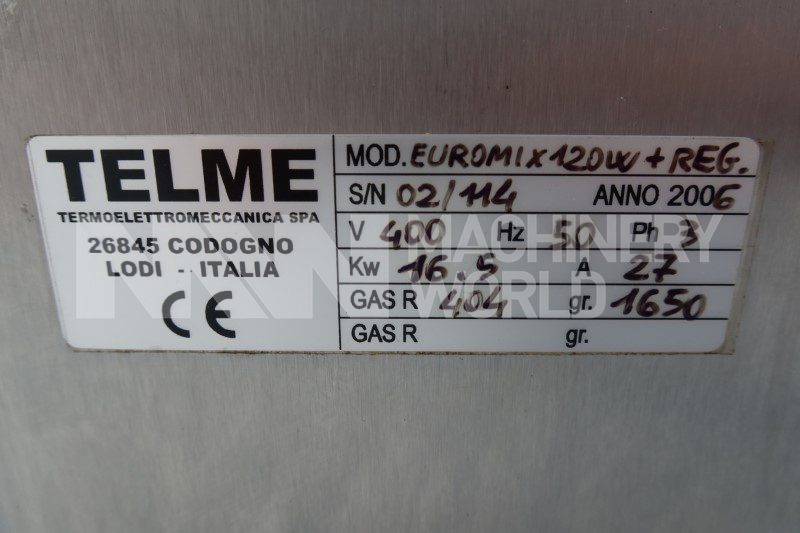 TELME
TERMOELETTROMECCANICA SPA
26845 CODOGNO
LODI - ITALIA
CE
MOD. EUROMIX 120W + REG.
S/N 02/114 ANNO 2006
V 400 Hz 50 Ph 3
Kw 16.5 A 27
GAS R 404 gr. 1650
GAS R gr.
MW MACHINERY
WORLD